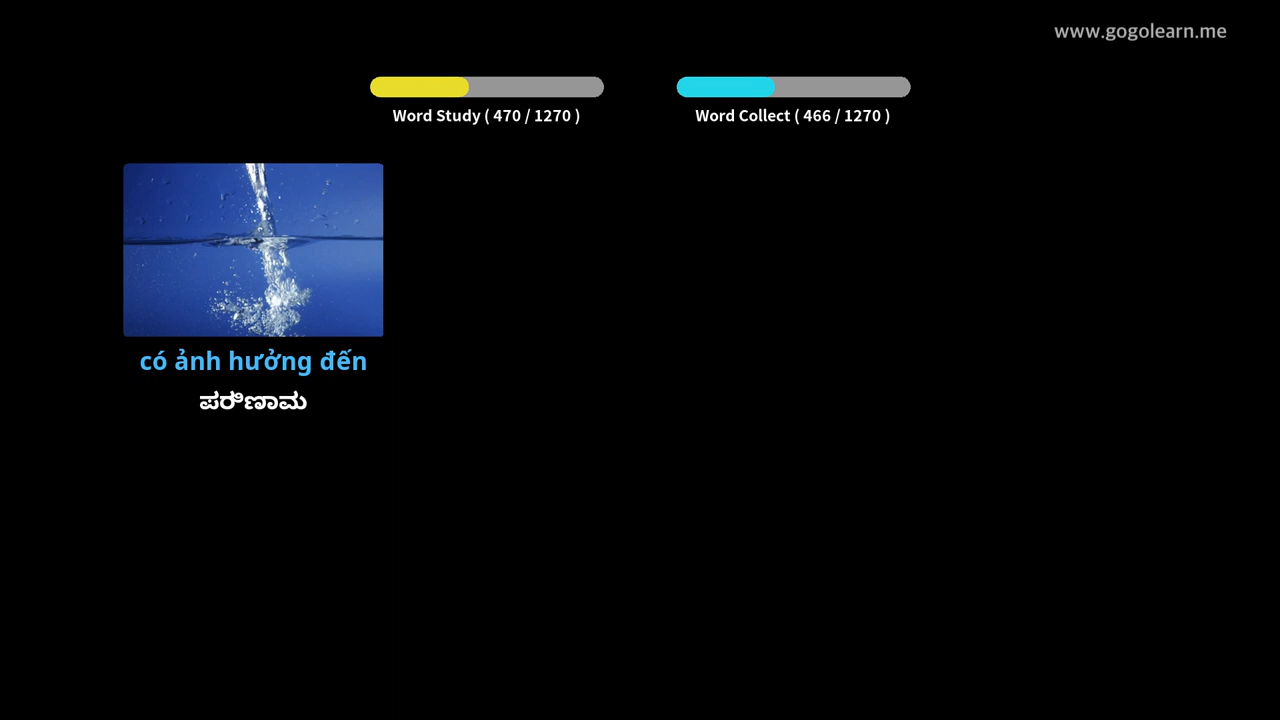 www.gogolearn.me
Word Study ( 470 / 1270 )
Word Collect ( 466 / 1270 )
có ảnh hưởng đến
ಪರಿಣಾಮ